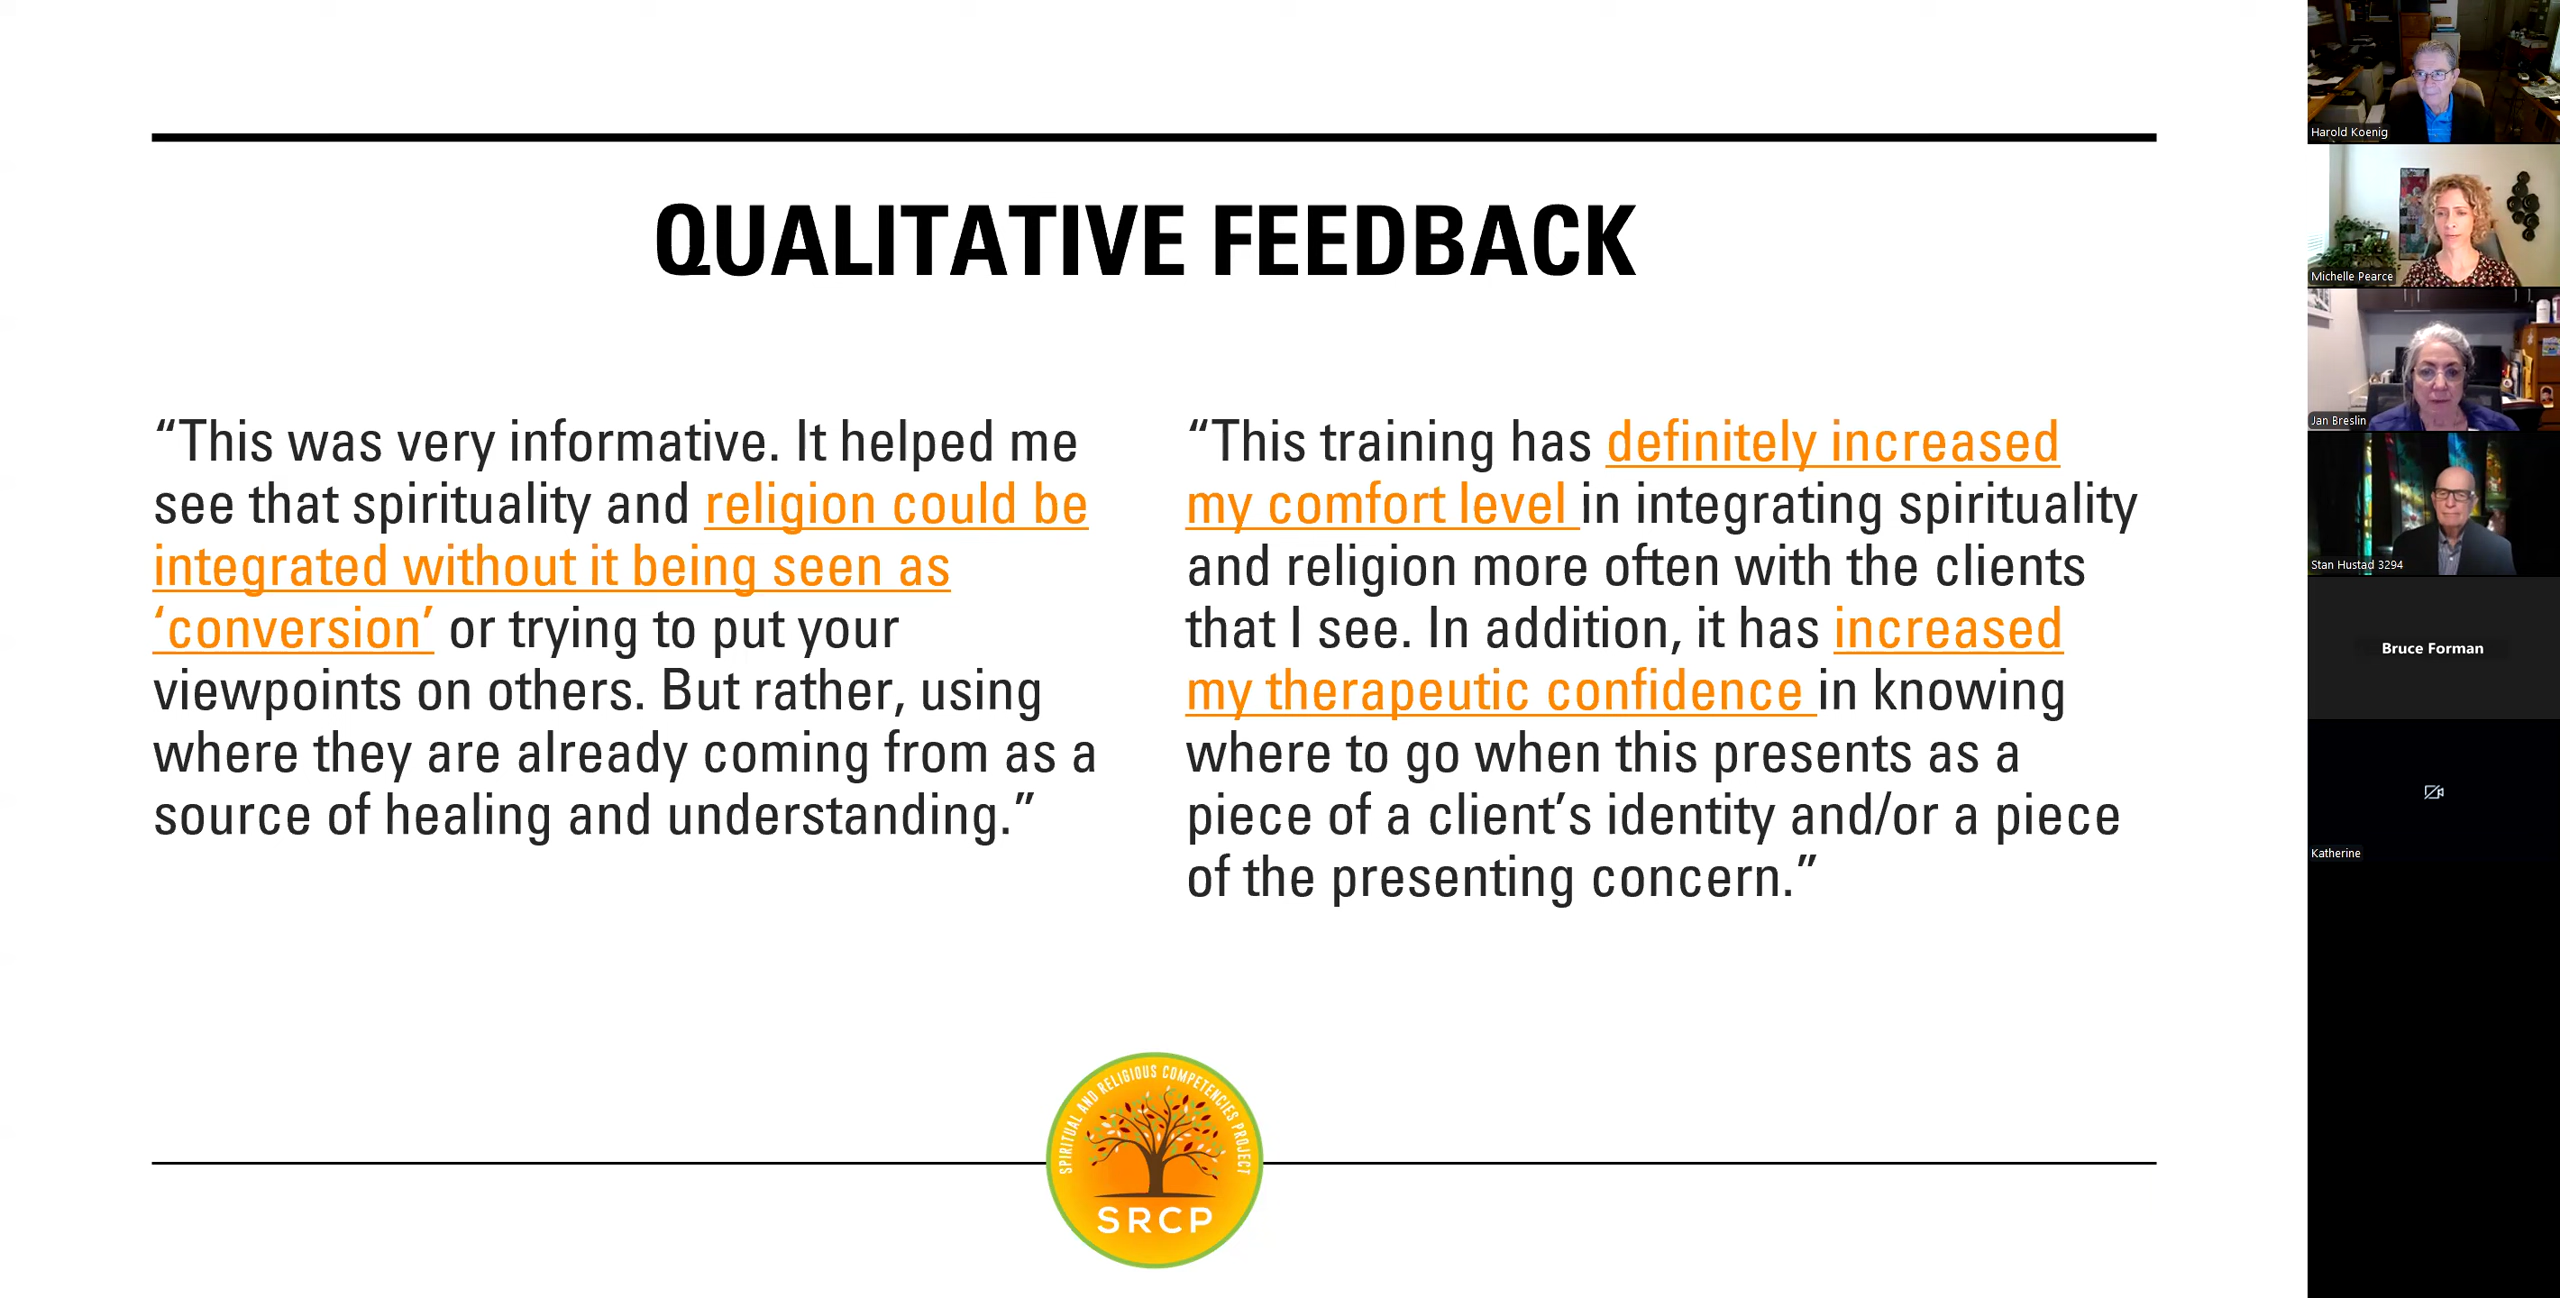 QUALITATIVE FEEDBACK
“This was very informative. It helped me
see that spirituality and religion could be
integrated without it being seen as
‘conversion’ or trying to put your
viewpoints on others. But rather, using
where they are already coming from as a
source of healing and understanding.”
“This training has definitely increased
my comfort level in integrating spirituality
and religion more often with the clients
that I see. In addition, it has increased
my therapeutic confidence in knowing
where to go when this presents as a
piece of a client’s identity and/or a piece
of the presenting concern.”
SPIRITUAL AND RELIGIOUS COMPETENCIES PROJECT
SRCP
Harold Koenig
Michelle Pearce
Jan Breslin
Stan Hustad 3294
Bruce Forman
Katherine